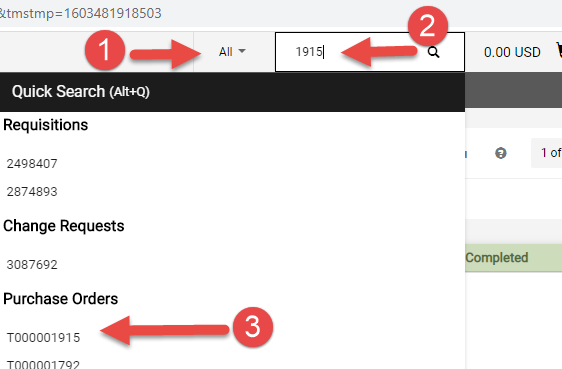 &tmstmp=1603481918503
1 All 1915 2 0.00 USD
Quick Search (Alt+Q)
Requisitions
2498407 ? 1 of
2874893
Change Requests
3087692 Completed
Purchase Orders
T000001915 3
T000001792